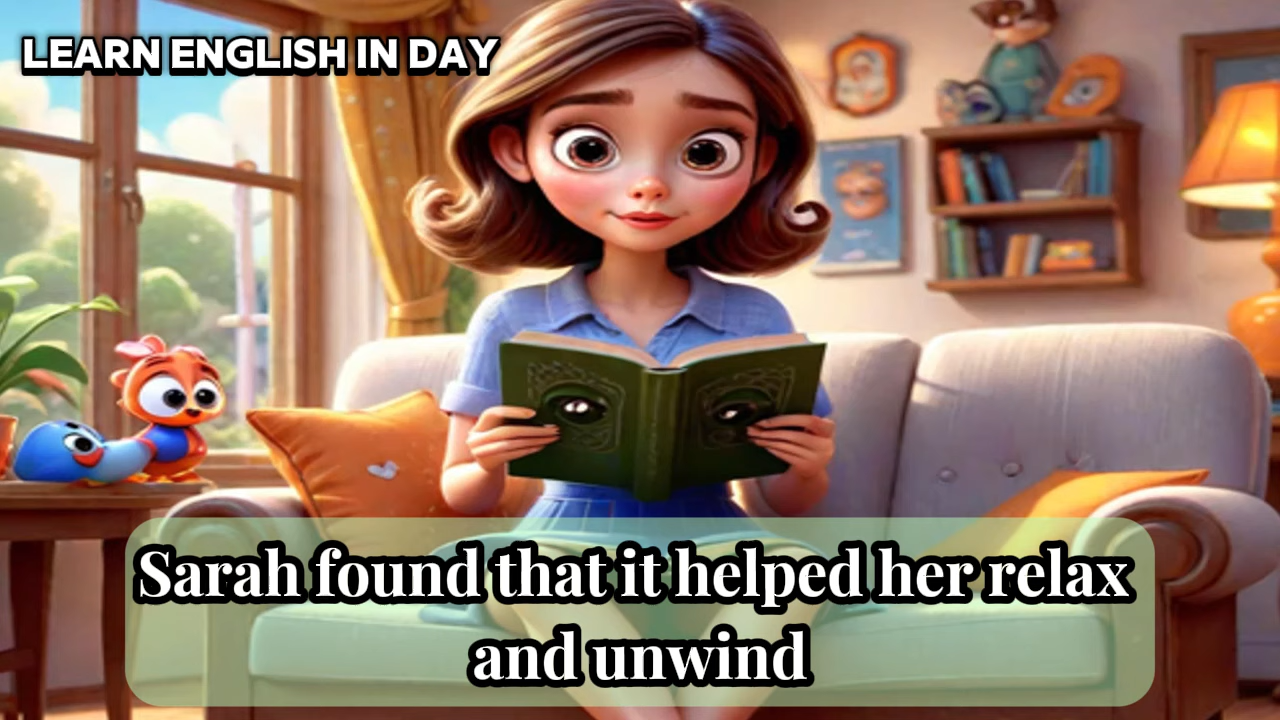 LEARN ENGLISH IN DAY
Sarah found that it helped her relax
and unwind